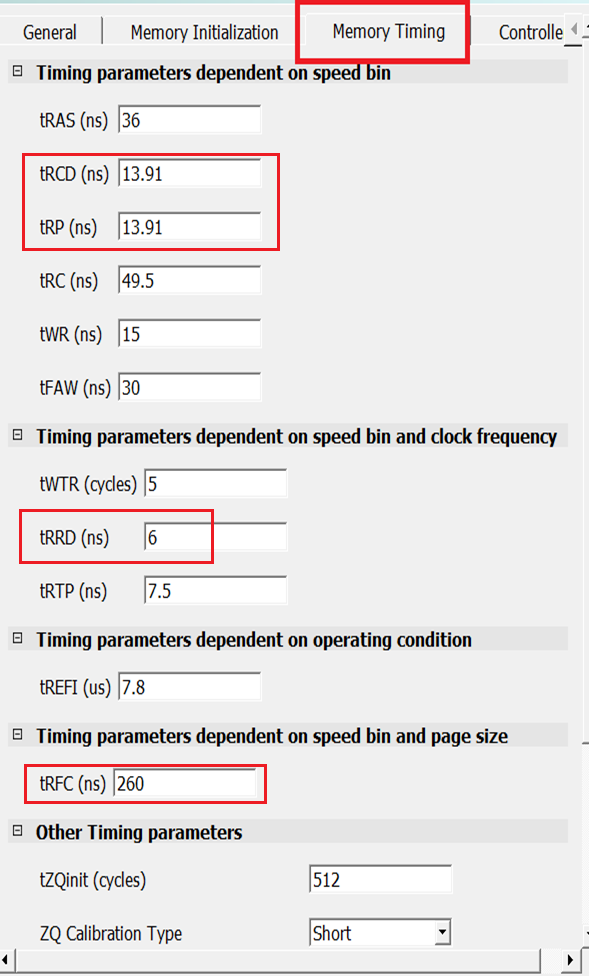 General Memory Initialization Memory Timing Controlle
Timing parameters dependent on speed bin
tRAS (ns) 36
tRCD (ns) 13.91
tRP (ns) 13.91
tRC (ns) 49.5
tWR (ns) 15
tFAW (ns) 30
Timing parameters dependent on speed bin and clock frequency
tWTR (cycles) 5
tRRD (ns) 6
tRTP (ns) 7.5
Timing parameters dependent on operating condition
tREFI (us) 7.8
Timing parameters dependent on speed bin and page size
tRFC (ns) 260
Other Timing parameters
tZQinit (cycles) 512
ZQ Calibration Type Short